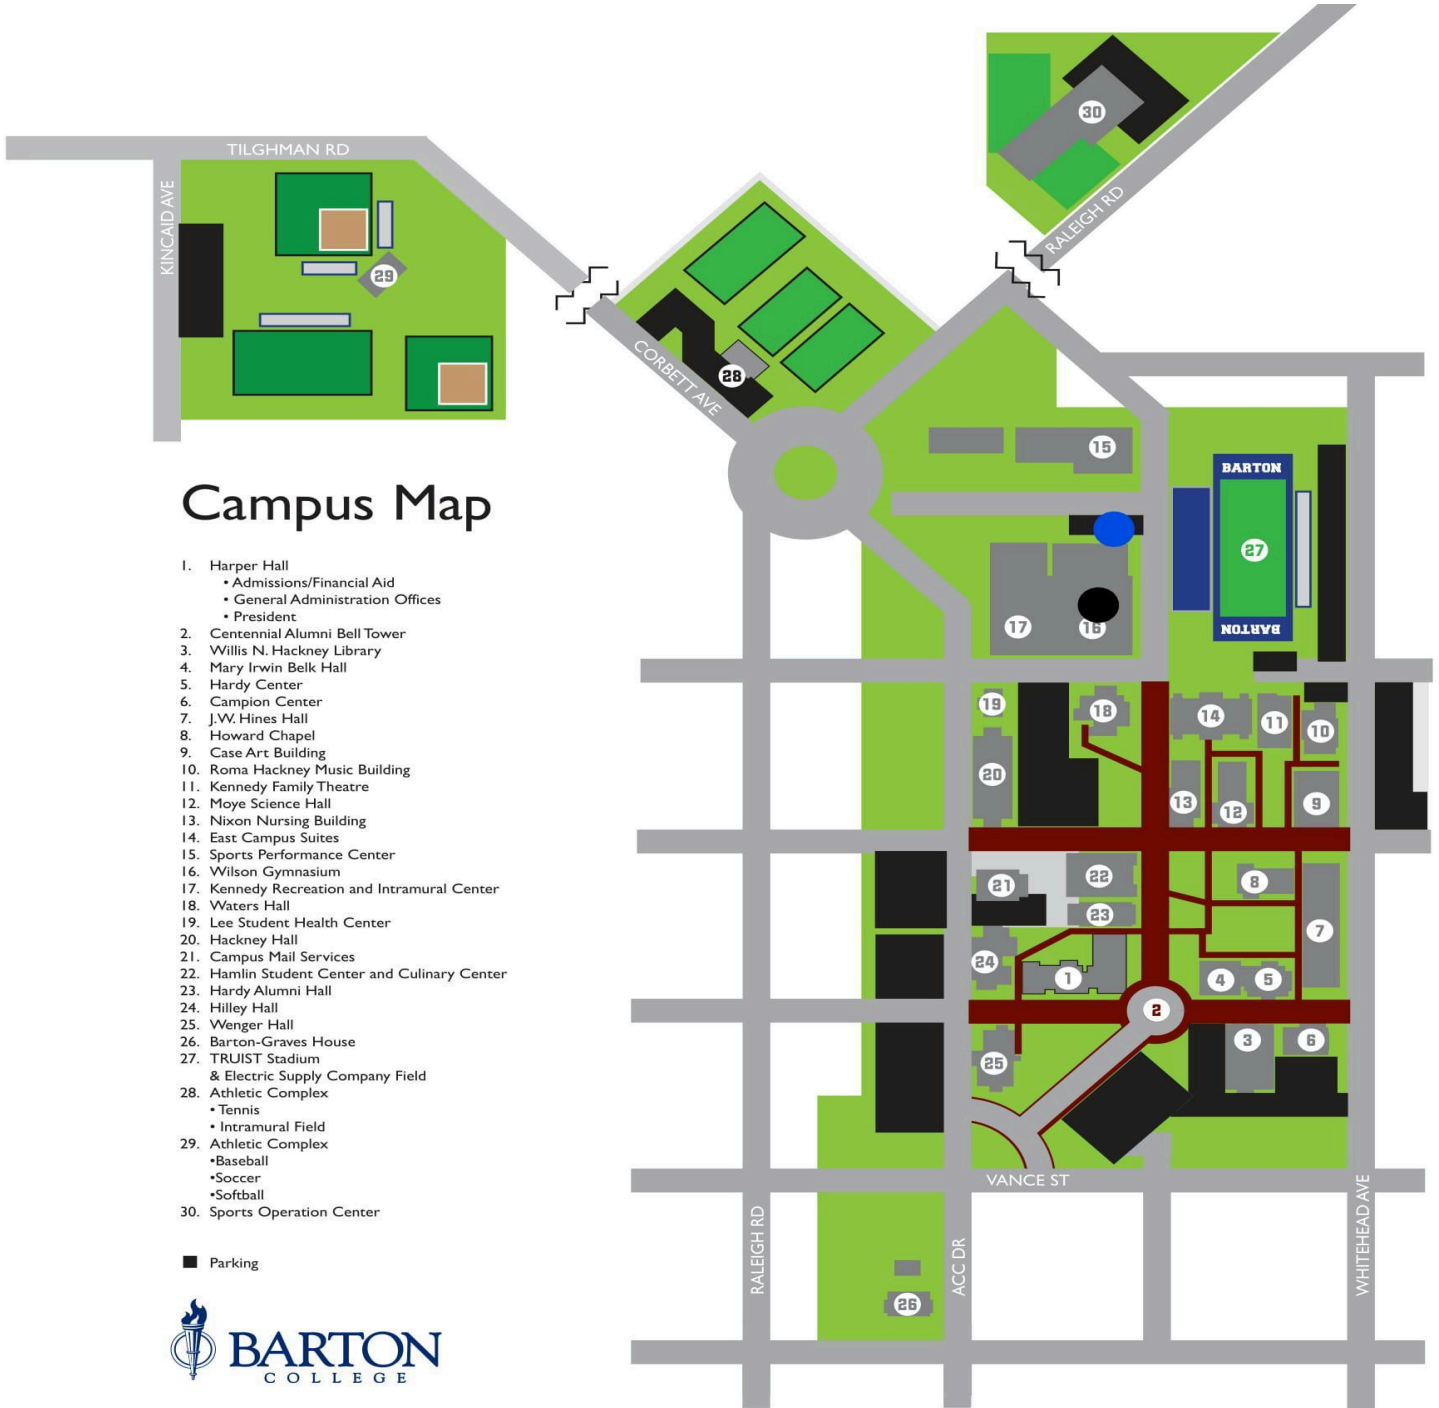 TILGHMAN RD
KINCAID AVE
CORBETT AVE
RALEIGH RD
30
29
28
15
BARTON
27
BARTON
17
16
19
18
14
11
10
20
13
12
9
21
22
8
23
7
24
1
4
5
2
25
3
6
VANCE ST
RALEIGH RD
ACC DR
WHITEHEAD AVE
26
Campus Map
1. Harper Hall
• Admissions/Financial Aid
• General Administration Offices
• President
2. Centennial Alumni Bell Tower
3. Willis N. Hackney Library
4. Mary Irwin Belk Hall
5. Hardy Center
6. Campion Center
7. J.W. Hines Hall
8. Howard Chapel
9. Case Art Building
10. Roma Hackney Music Building
11. Kennedy Family Theatre
12. Moye Science Hall
13. Nixon Nursing Building
14. East Campus Suites
15. Sports Performance Center
16. Wilson Gymnasium
17. Kennedy Recreation and Intramural Center
18. Waters Hall
19. Lee Student Health Center
20. Hackney Hall
21. Campus Mail Services
22. Hamlin Student Center and Culinary Center
23. Hardy Alumni Hall
24. Hilley Hall
25. Wenger Hall
26. Barton-Graves House
27. TRUIST Stadium
& Electric Supply Company Field
28. Athletic Complex
• Tennis
• Intramural Field
29. Athletic Complex
•Baseball
•Soccer
•Softball
30. Sports Operation Center
Parking
BARTON
COLLEGE